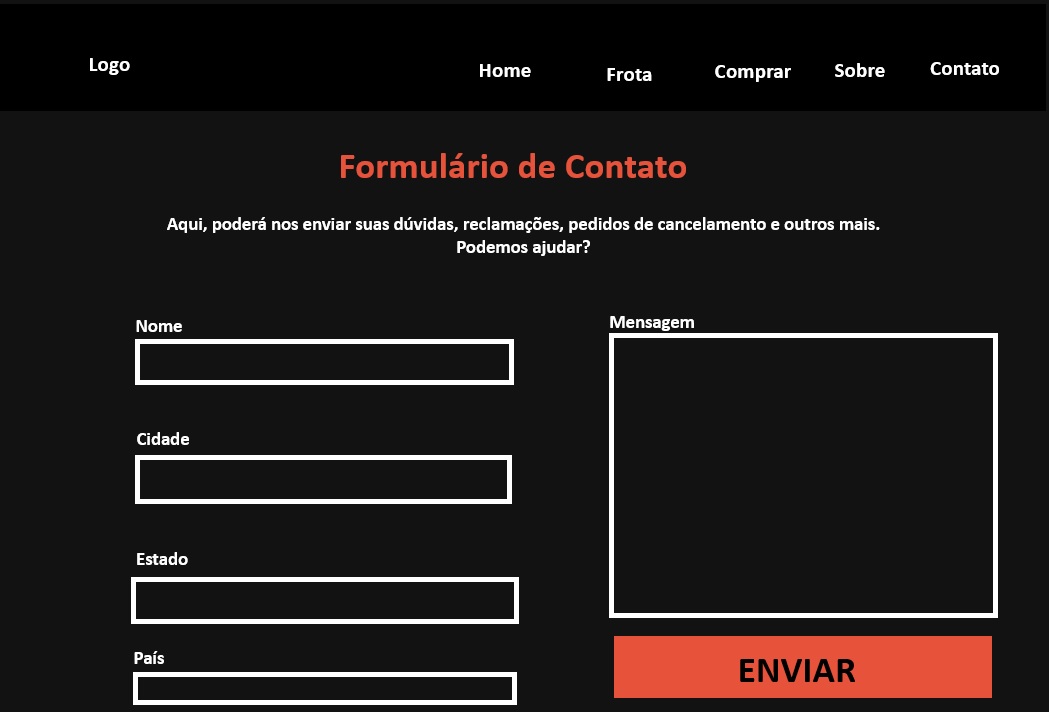 Logo
Home Frota Comprar Sobre Contato
Formulário de Contato
Aqui, poderá nos enviar suas dúvidas, reclamações, pedidos de cancelamento e outros mais.
Podemos ajudar?
Nome
Cidade
Estado
País
Mensagem
ENVIAR